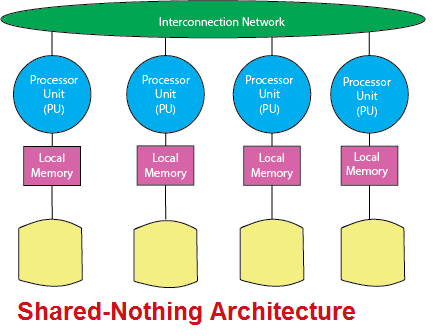 Interconnection Network
Processor
Unit
(PU)
Processor
Unit
(PU)
Processor
Unit
(PU)
Processor
Unit
(PU)
Local
Memory
Local
Memory
Local
Memory
Local
Memory
Shared-Nothing Architecture